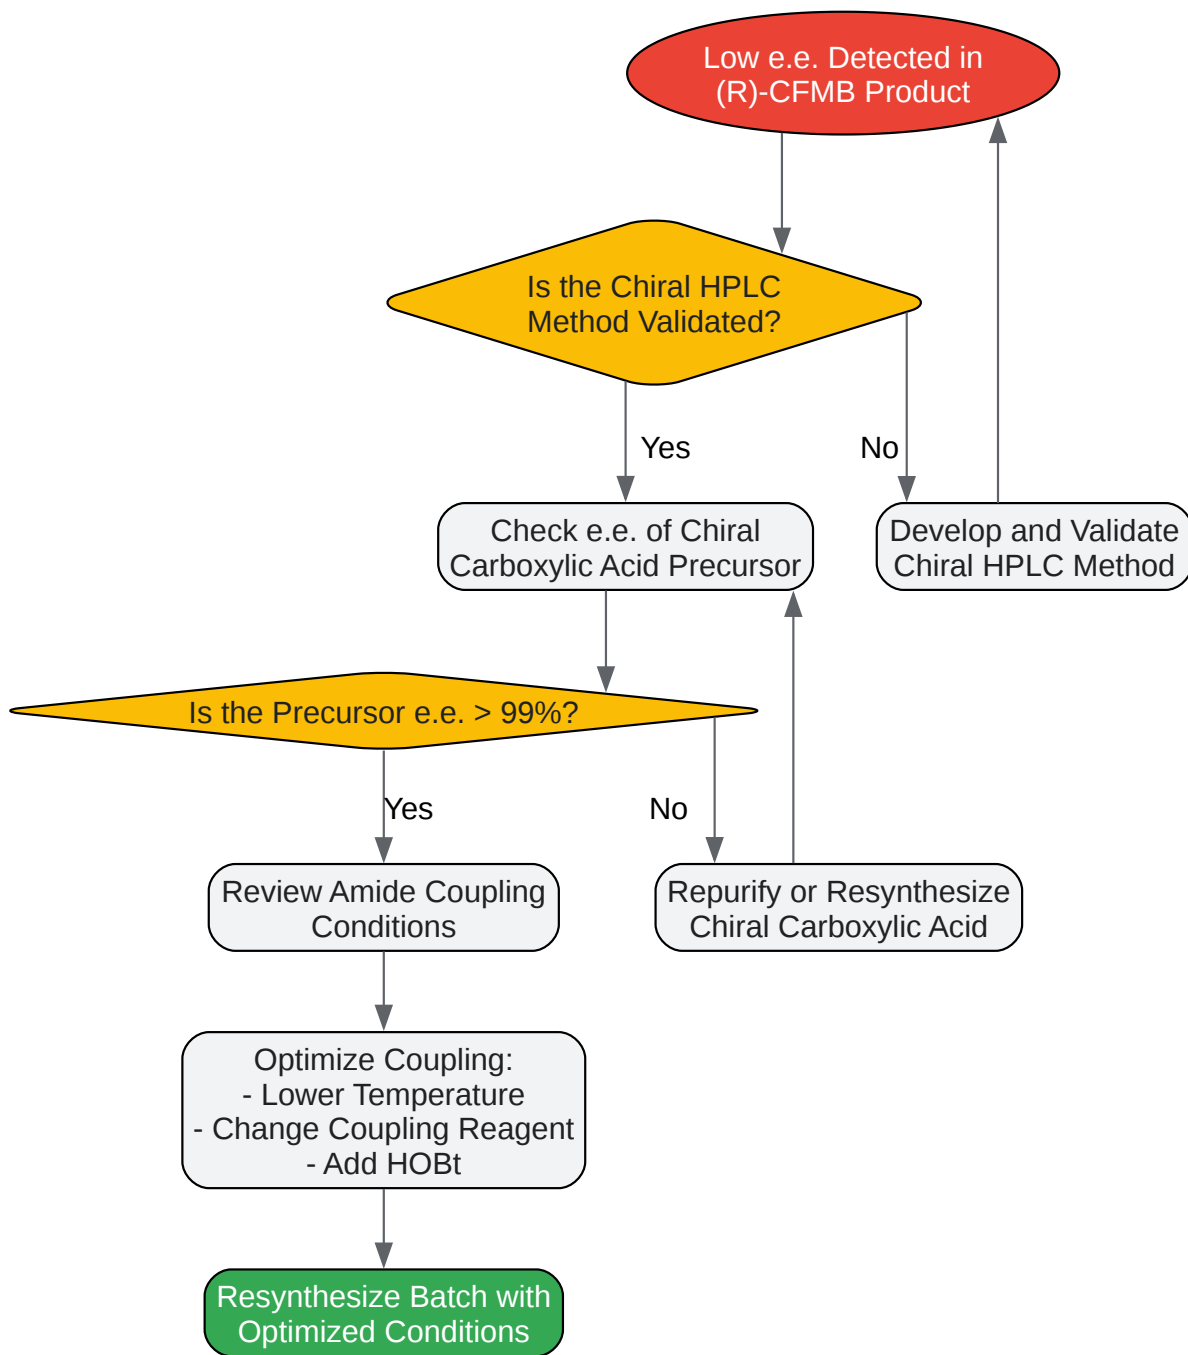 Low e.e. Detected in
(R)-CFMB Product
Is the Chiral HPLC
Method Validated?
Yes
No
Check e.e. of Chiral
Carboxylic Acid Precursor
Develop and Validate
Chiral HPLC Method
Is the Precursor e.e. > 99%?
Yes
No
Review Amide Coupling
Conditions
Repurify or Resynthesize
Chiral Carboxylic Acid
Optimize Coupling:
- Lower Temperature
- Change Coupling Reagent
- Add HOBt
Resynthesize Batch with
Optimized Conditions